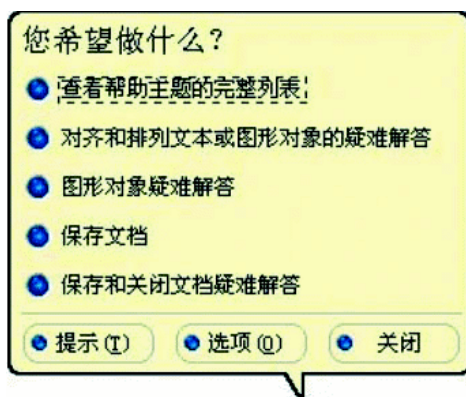 您希望做什么?
查看帮助主题的完整列表
对齐和排列文本或图形对象的疑难解答
图形对象疑难解答
保存文档
保存和关闭文档疑难解答
提示(T) 选项(O) 关闭